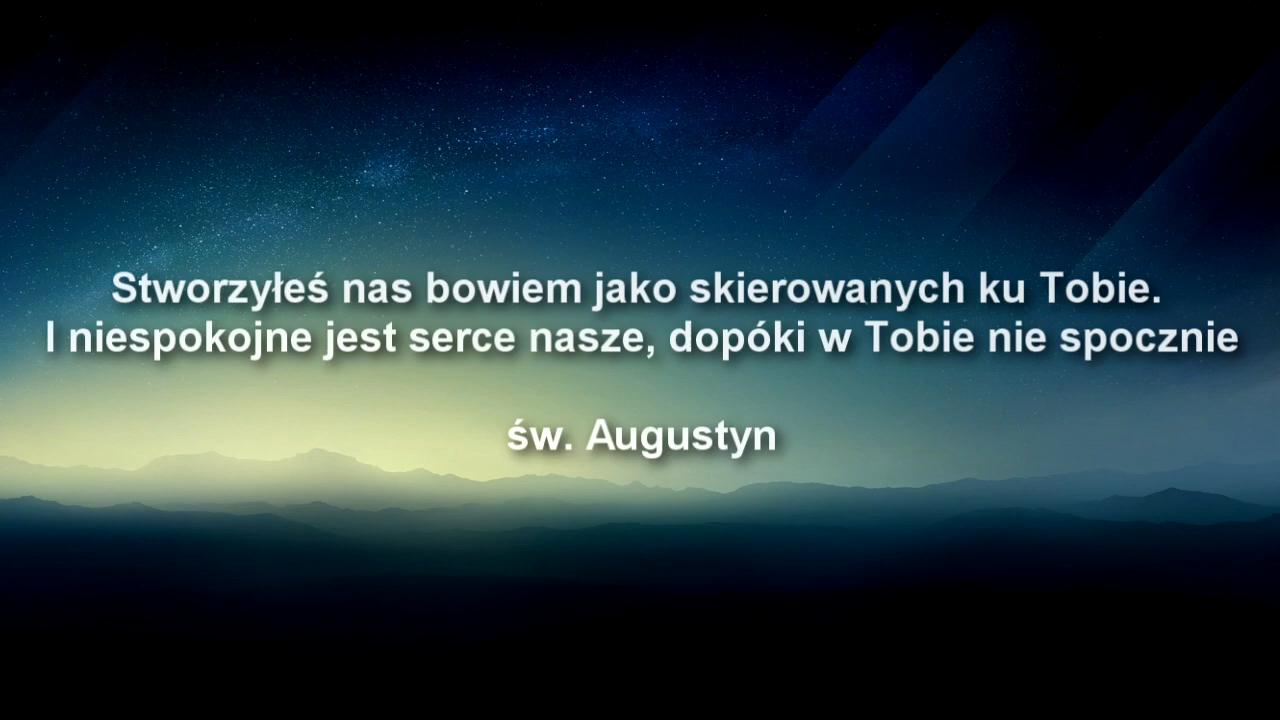 Stworzyłeś nas bowiem jako skierowanych ku Tobie.
I niespokojne jest serce nasze, dopóki w Tobie nie spocznie
św. Augustyn